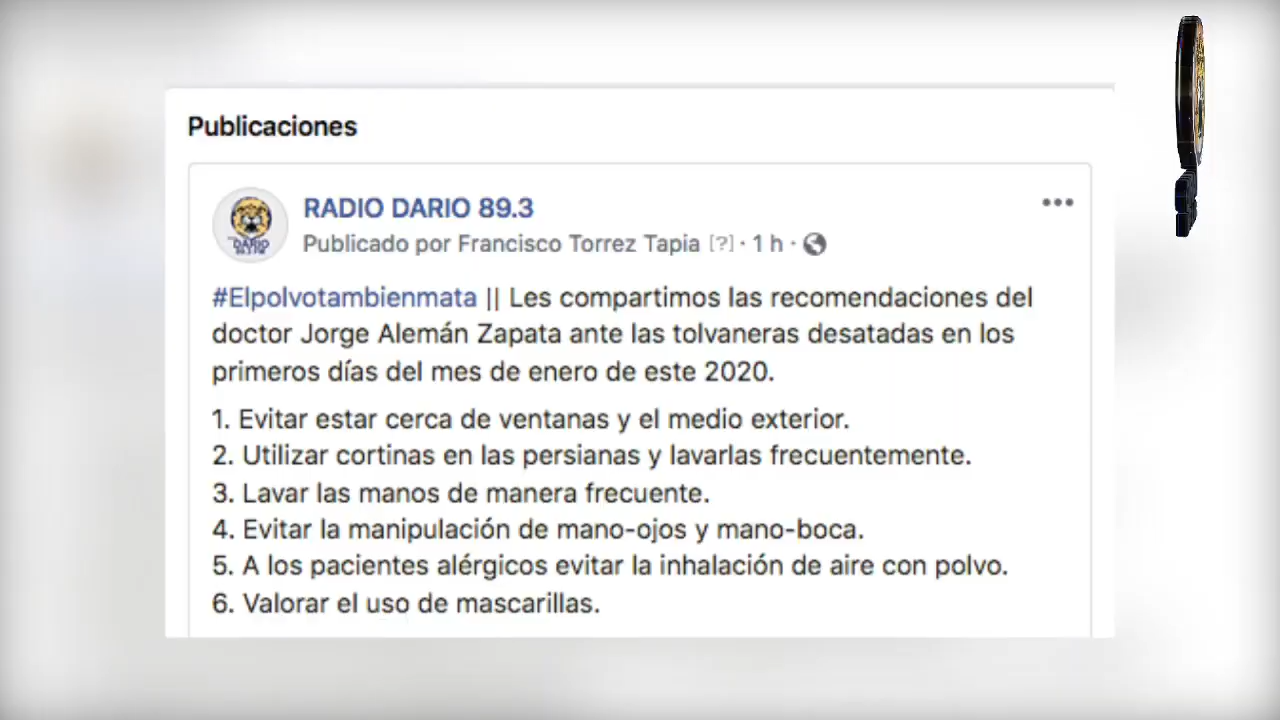 Publicaciones
RADIO DARIO 89.3
Publicado por Francisco Torrez Tapia [?] · 1 h ·
#Elpolvotambienmata || Les compartimos las recomendaciones del
doctor Jorge Alemán Zapata ante las tolvaneras desatadas en los
primeros días del mes de enero de este 2020.
1. Evitar estar cerca de ventanas y el medio exterior.
2. Utilizar cortinas en las persianas y lavarlas frecuentemente.
3. Lavar las manos de manera frecuente.
4. Evitar la manipulación de mano-ojos y mano-boca.
5. A los pacientes alérgicos evitar la inhalación de aire con polvo.
6. Valorar el uso de mascarillas.
DARIO